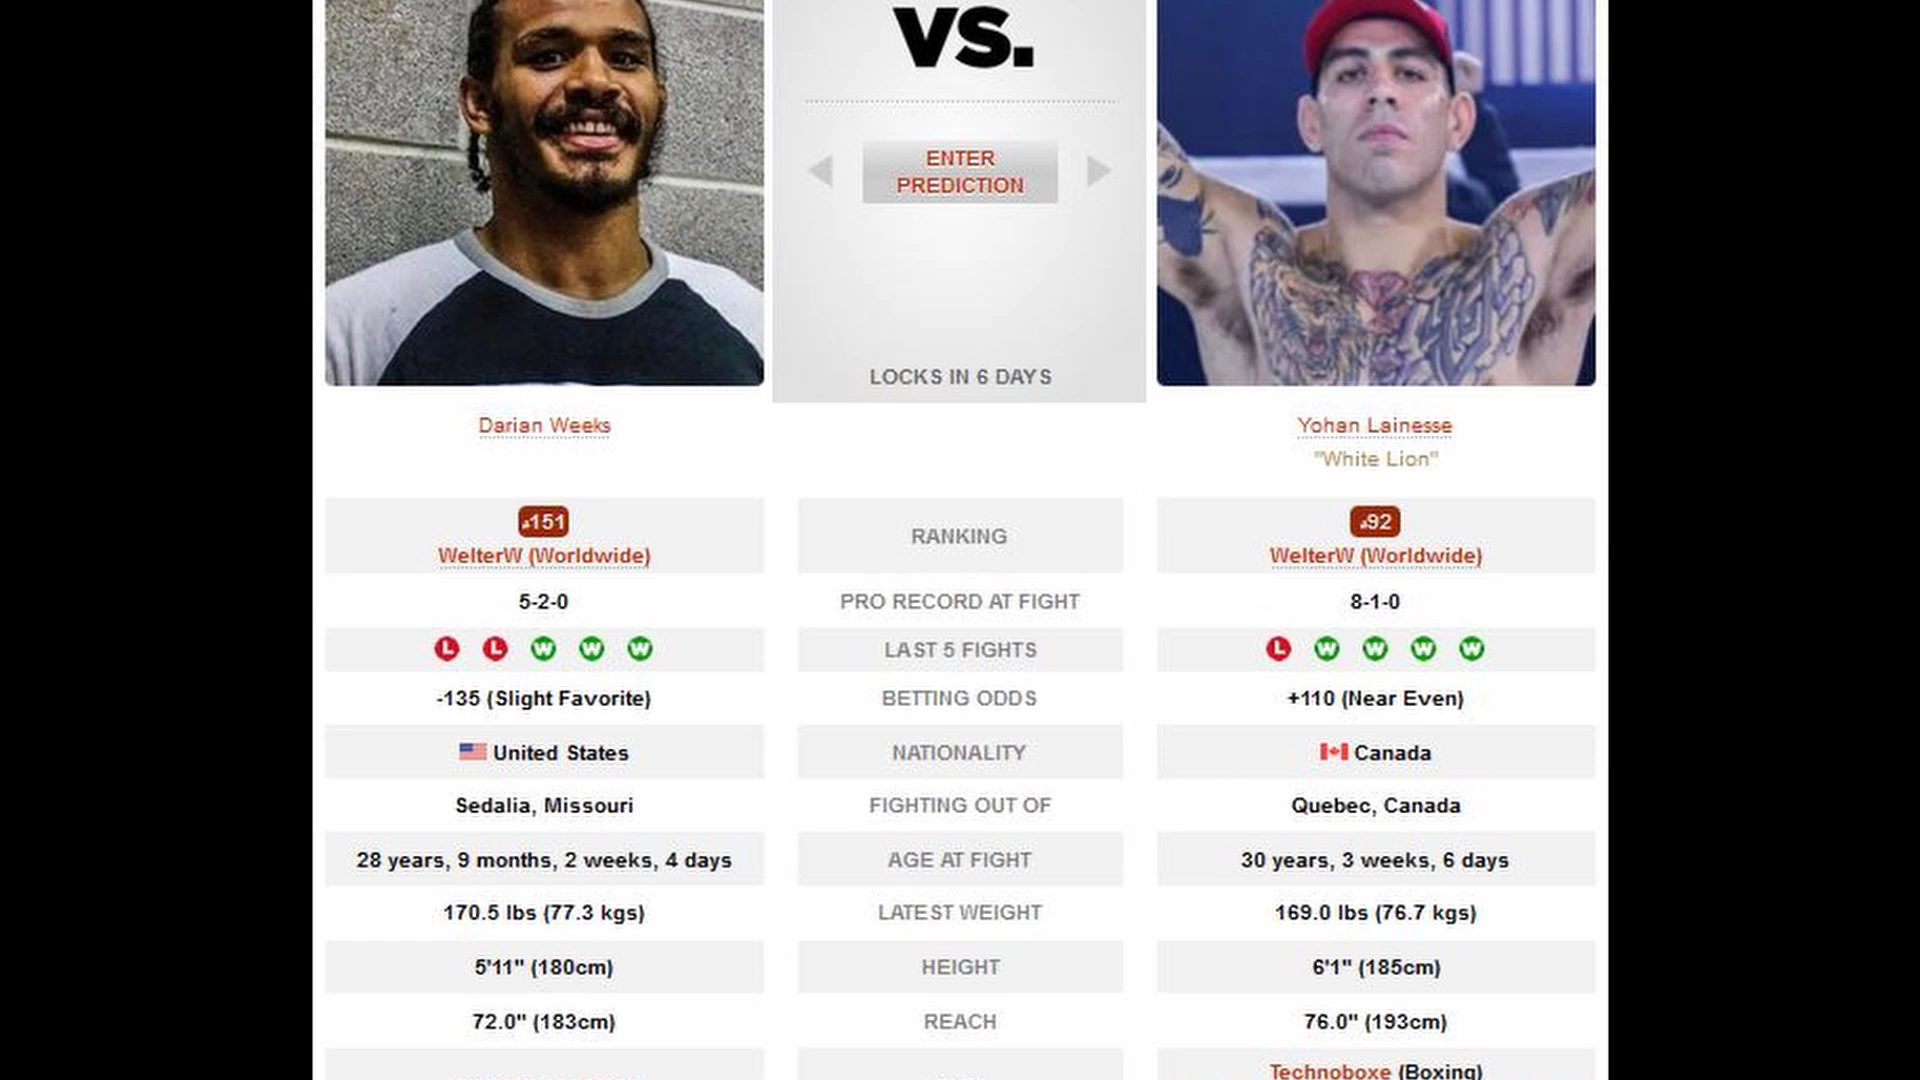 VS.
ENTER
PREDICTION
LOCKS IN 6 DAYS
Darian Weeks
Yohan Lainesse
"White Lion"
151
92
RANKING
WelterW (Worldwide)
WelterW (Worldwide)
5-2-0
PRO RECORD AT FIGHT
8-1-0
L L W W W
LAST 5 FIGHTS
L W W W W
-135 (Slight Favorite)
BETTING ODDS
+110 (Near Even)
United States
NATIONALITY
Canada
Sedalia, Missouri
FIGHTING OUT OF
Quebec, Canada
28 years, 9 months, 2 weeks, 4 days
AGE AT FIGHT
30 years, 3 weeks, 6 days
170.5 lbs (77.3 kgs)
LATEST WEIGHT
169.0 lbs (76.7 kgs)
5'11" (180cm)
HEIGHT
6'1" (185cm)
72.0" (183cm)
REACH
76.0" (193cm)
Technoboxe (Boxing)